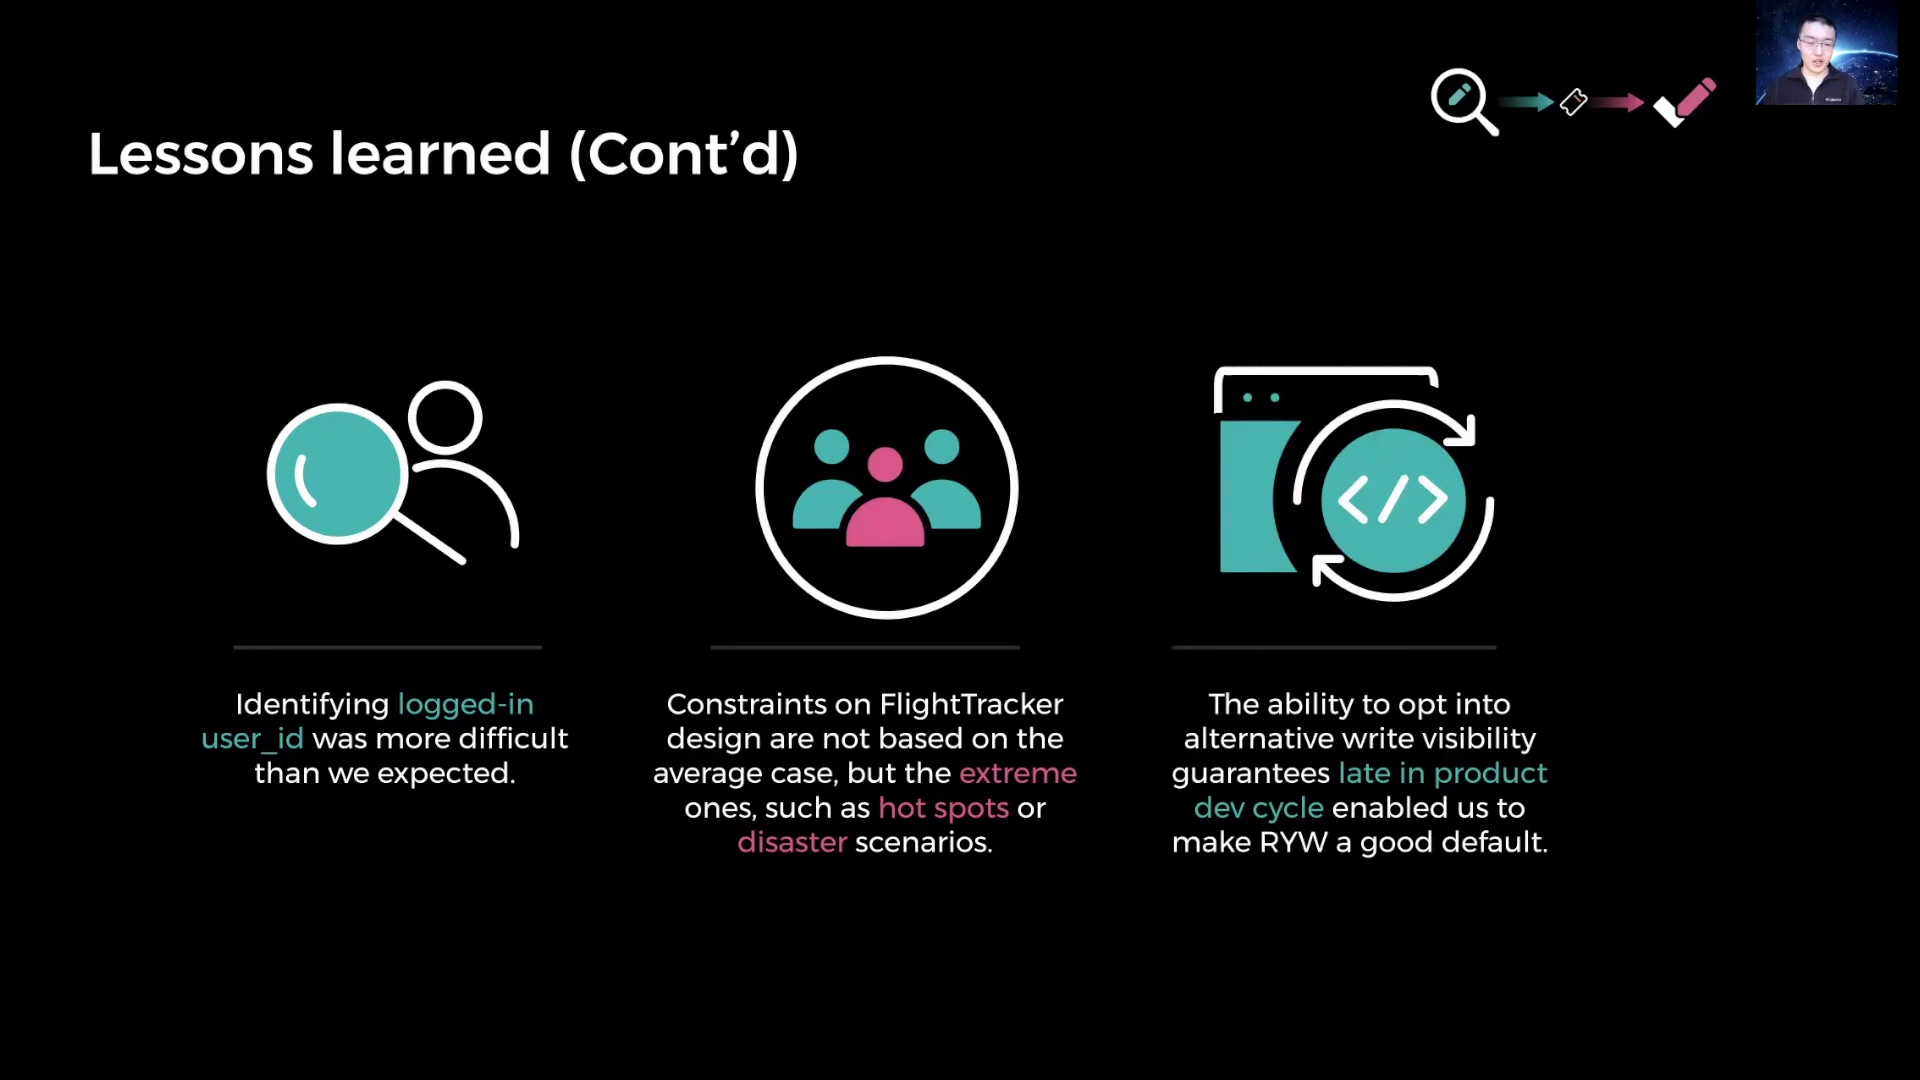 Lessons learned (Cont’d)
</>
Identifying logged-in
user_id was more difficult
than we expected.
Constraints on FlightTracker
design are not based on the
average case, but the extreme
ones, such as hot spots or
disaster scenarios.
The ability to opt into
alternative write visibility
guarantees late in product
dev cycle enabled us to
make RYW a good default.